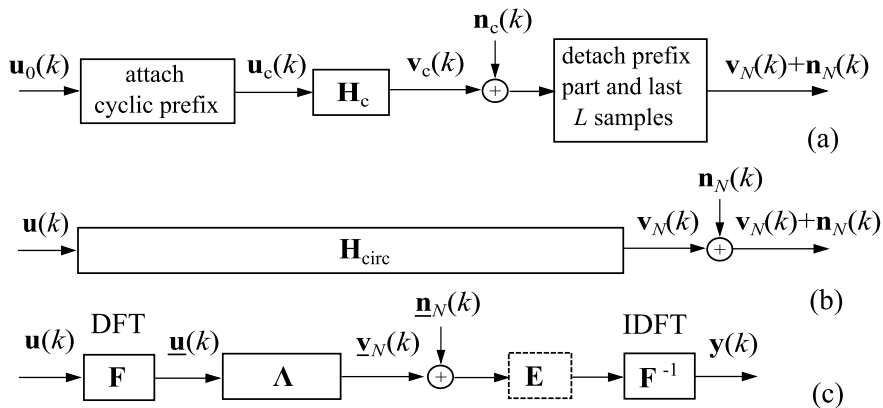 n_c(k)
u_0(k) attach cyclic prefix u_c(k) H_c v_c(k) + detach prefix part and last L samples v_N(k)+n_N(k)
(a)
n_N(k)
u(k) H_circ v_N(k) + v_N(k)+n_N(k)
(b)
DFT n_N(k) IDFT
u(k) F u(k) Λ v_N(k) + E F^-1 y(k)
(c)